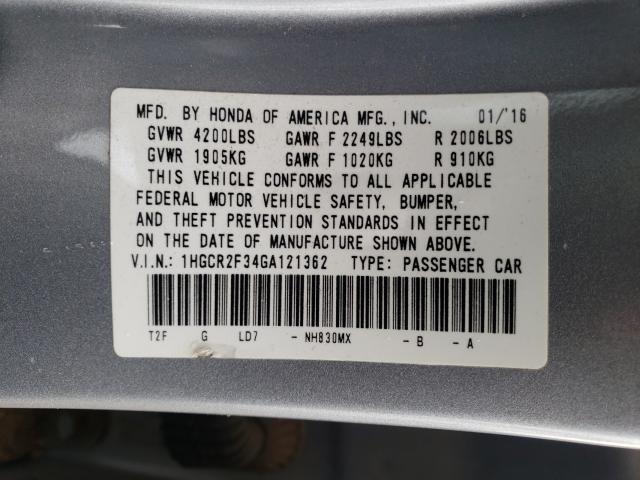 MFD. BY HONDA OF AMERICA MFG., INC. 01/'16
GVWR 4200LBS GAWR F 2249LBS R 2006LBS
GVWR 1905KG GAWR F 1020KG R 910KG
THIS VEHICLE CONFORMS TO ALL APPLICABLE
FEDERAL MOTOR VEHICLE SAFETY, BUMPER,
AND THEFT PREVENTION STANDARDS IN EFFECT
ON THE DATE OF MANUFACTURE SHOWN ABOVE.
V.I.N.: 1HGCR2F34GA121362 TYPE: PASSENGER CAR
T2F G LD7 - NH830MX - B - A